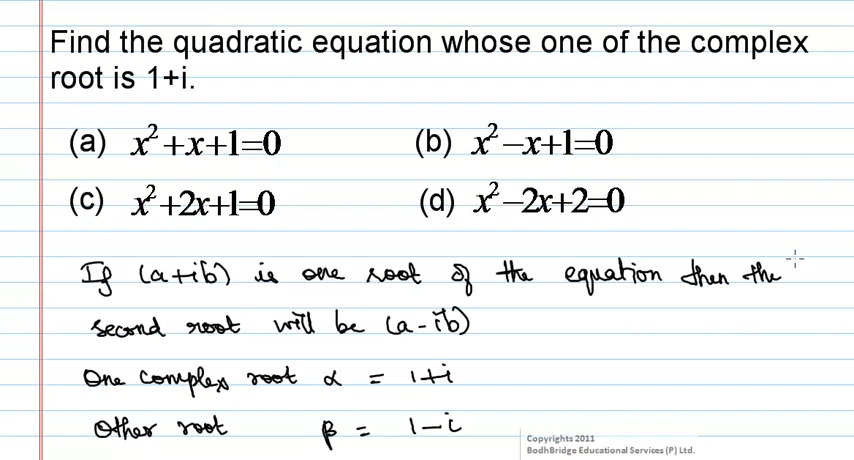 Find the quadratic equation whose one of the complex
root is 1+i.
(a) x²+x+1=0 (b) x²−x+1=0
(c) x²+2x+1=0 (d) x²−2x+2=0
If (a+ib) is one root of the equation then the
second root will be (a-ib)
One complex root α = 1+i
Other root β = 1-i
Copyrights 2011
BodhBridge Educational Services (P) Ltd.